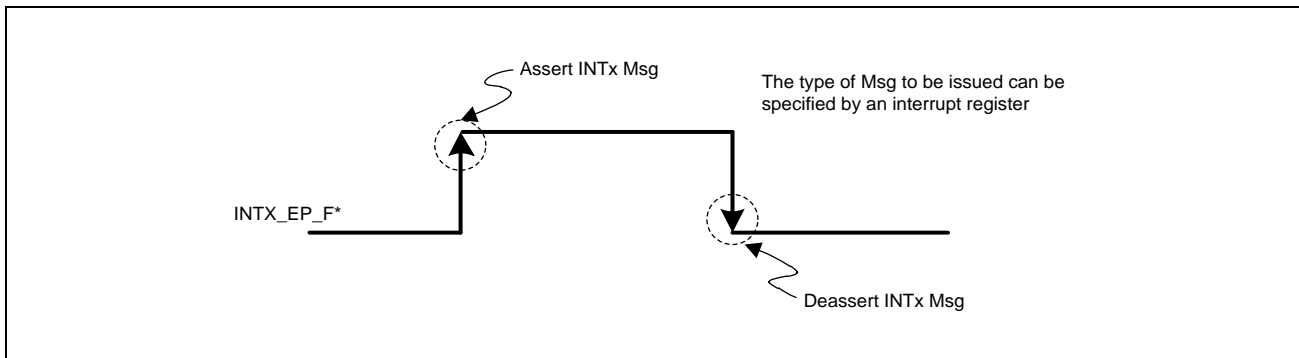 Assert INTx Msg
The type of Msg to be issued can be
specified by an interrupt register
INTX_EP_F*
Deassert INTx Msg